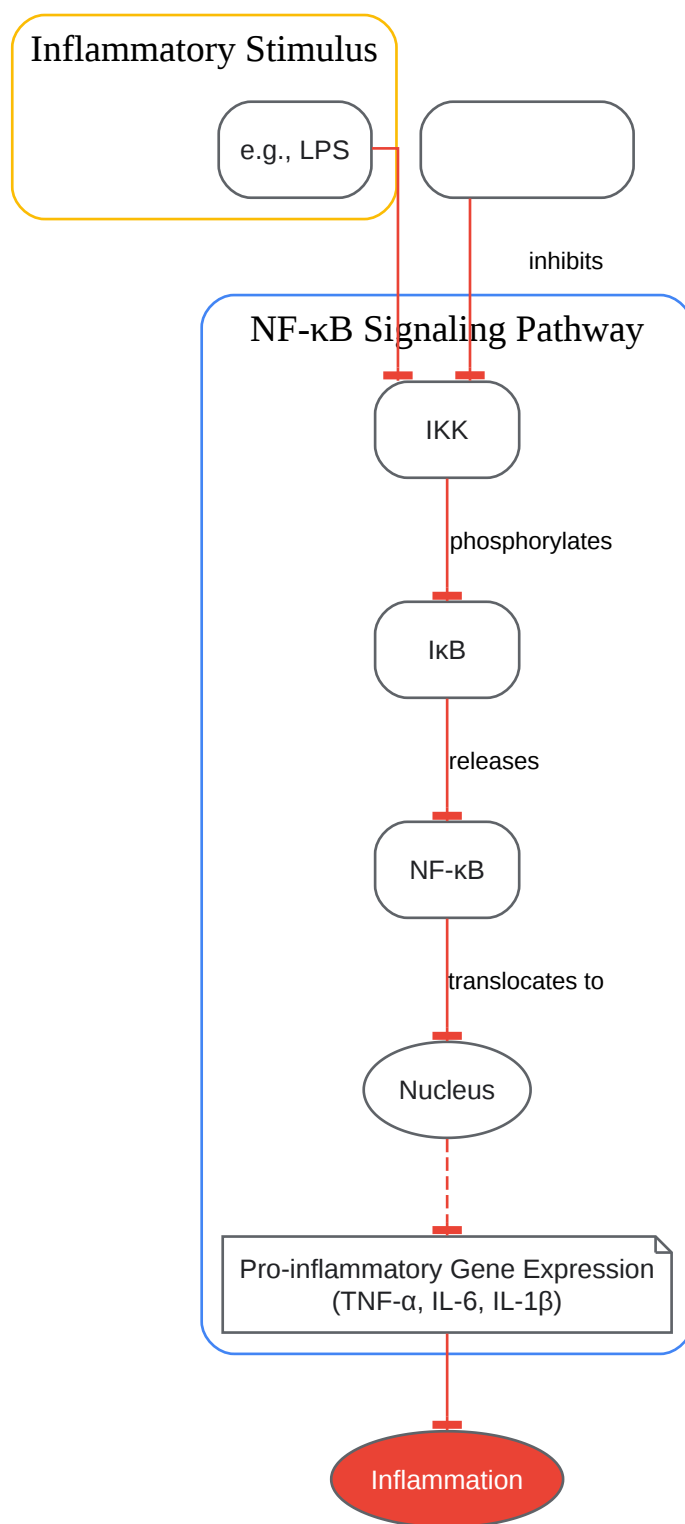 Inflammatory Stimulus
e.g., LPS
inhibits
NF-κB Signaling Pathway
IKK
phosphorylates
IκB
releases
NF-κB
translocates to
Nucleus
Pro-inflammatory Gene Expression
(TNF-α, IL-6, IL-1β)
Inflammation